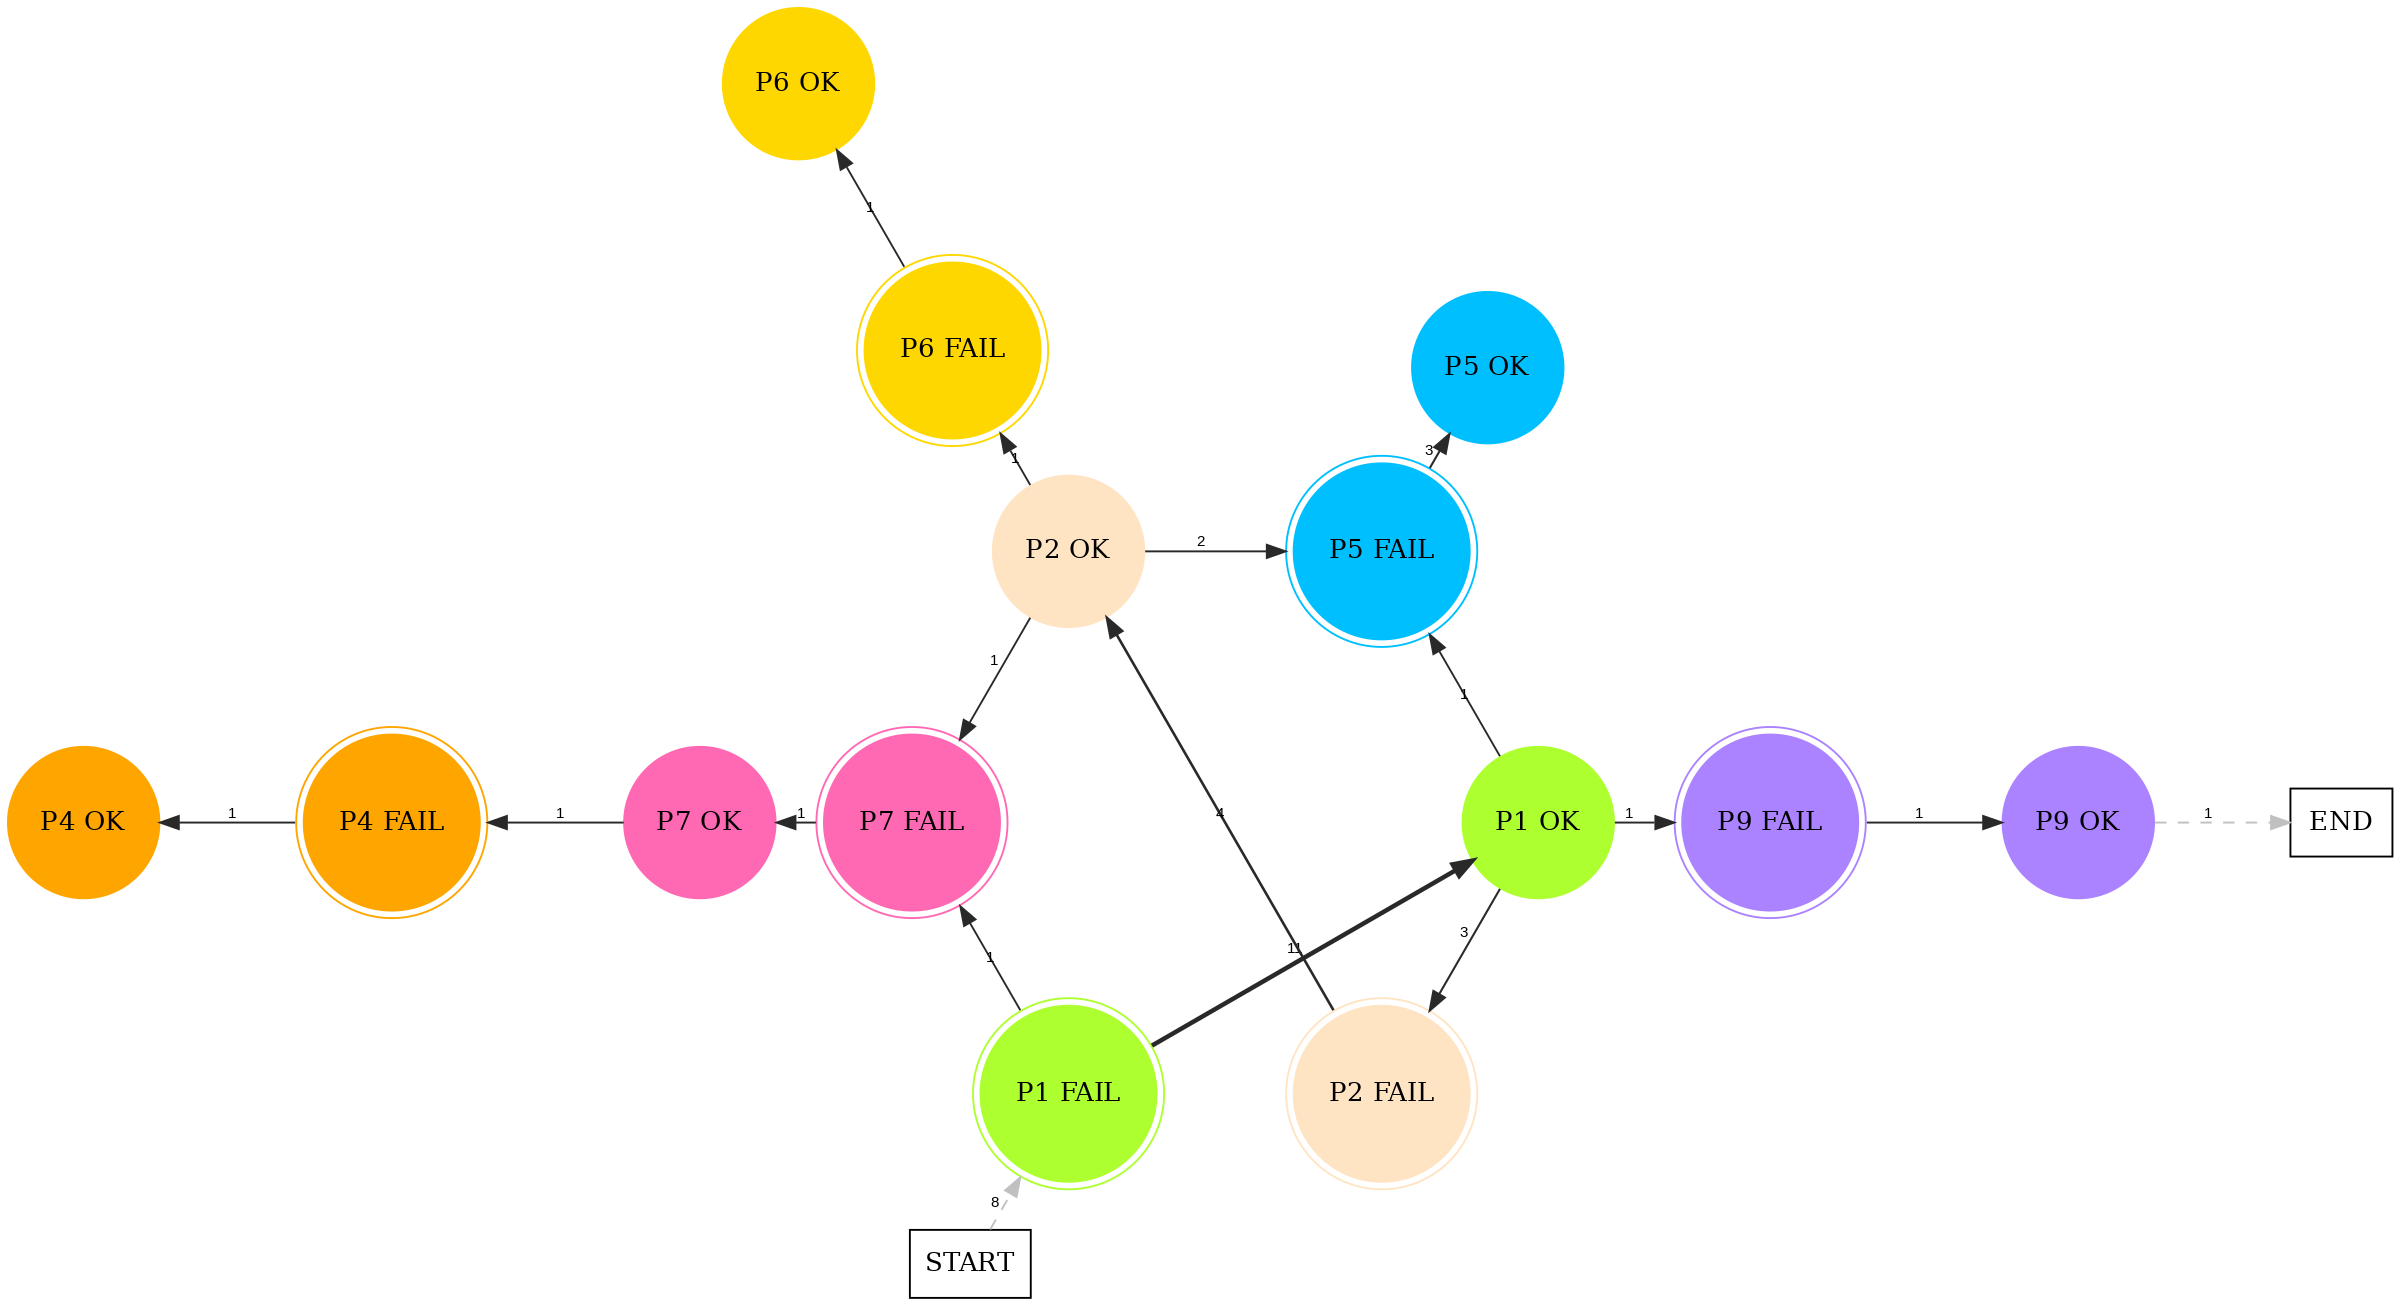 P6 OK
1
P6 FAIL
P5 OK
1
3
P2 OK
2
P5 FAIL
1
1
P4 OK
1
P4 FAIL
1
P7 OK
1
P7 FAIL
4
P1 OK
1
P9 FAIL
1
P9 OK
1
END
1
11
3
P1 FAIL
P2 FAIL
8
START